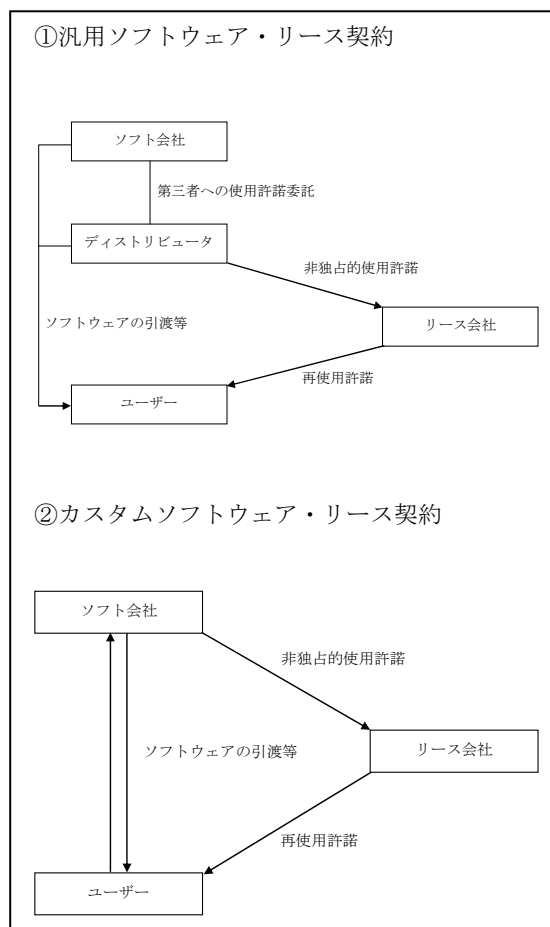 ①汎用ソフトウェア・リース契約
ソフト会社
第三者への使用許諾委託
ディストリビュータ
非独占的使用許諾
ソフトウェアの引渡等
リース会社
再使用許諾
ユーザー
②カスタムソフトウェア・リース契約
ソフト会社
非独占的使用許諾
ソフトウェアの引渡等
リース会社
再使用許諾
ユーザー